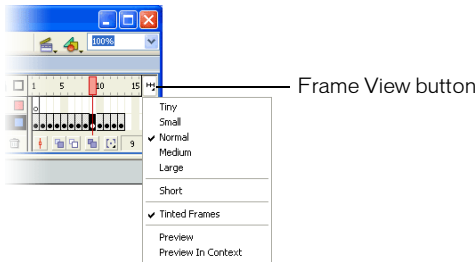 100%
1 5 10 15
Frame View button
Tiny
Small
Normal
Medium
Large
9
Short
Tinted Frames
Preview
Preview In Context